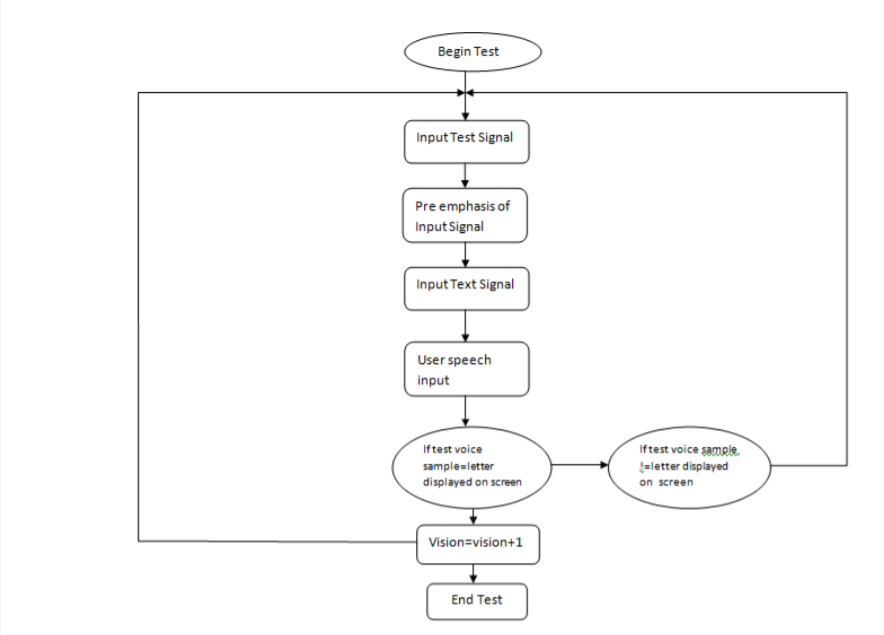 Begin Test
Input Test Signal
Pre emphasis of
Input Signal
Input Text Signal
User speech
input
If test voice
sample=letter
displayed on screen
If test voice sample
!=letter displayed
on screen
Vision=vision+1
End Test